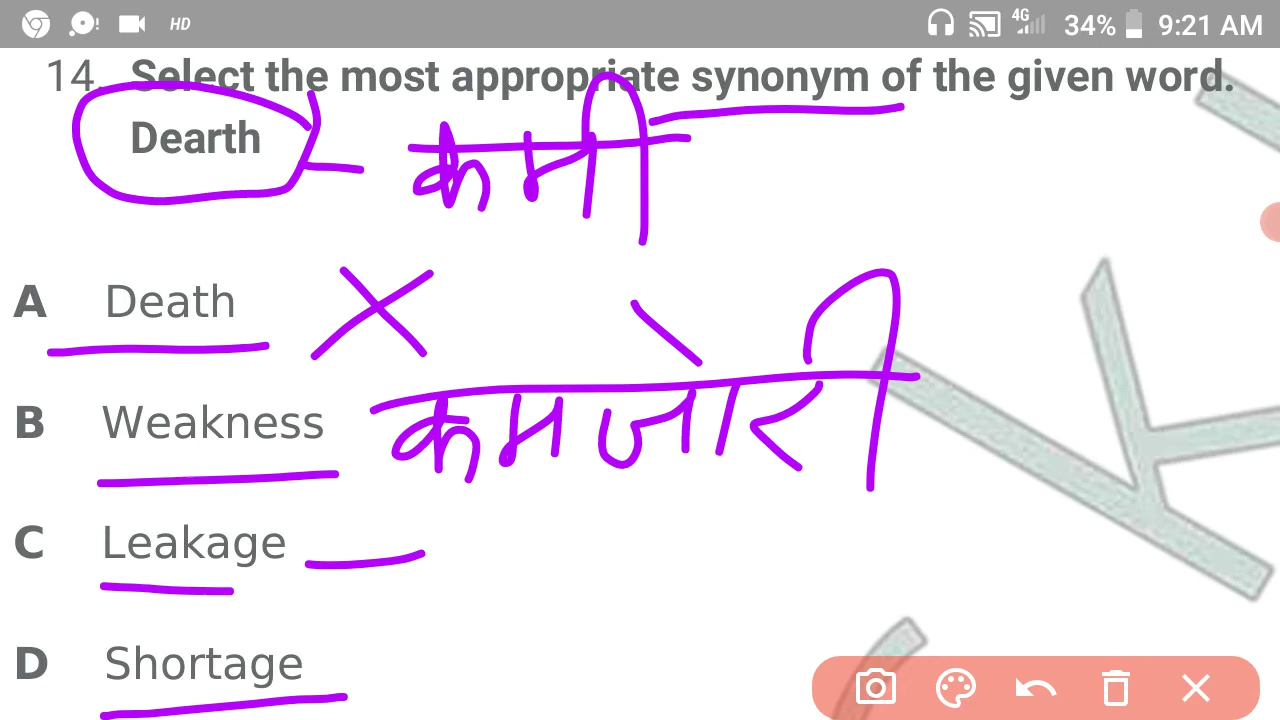 HD 4G 34% 9:21 AM
14. Select the most appropriate synonym of the given word.
Dearth कमी
A Death
B Weakness कमजोरी
C Leakage
D Shortage